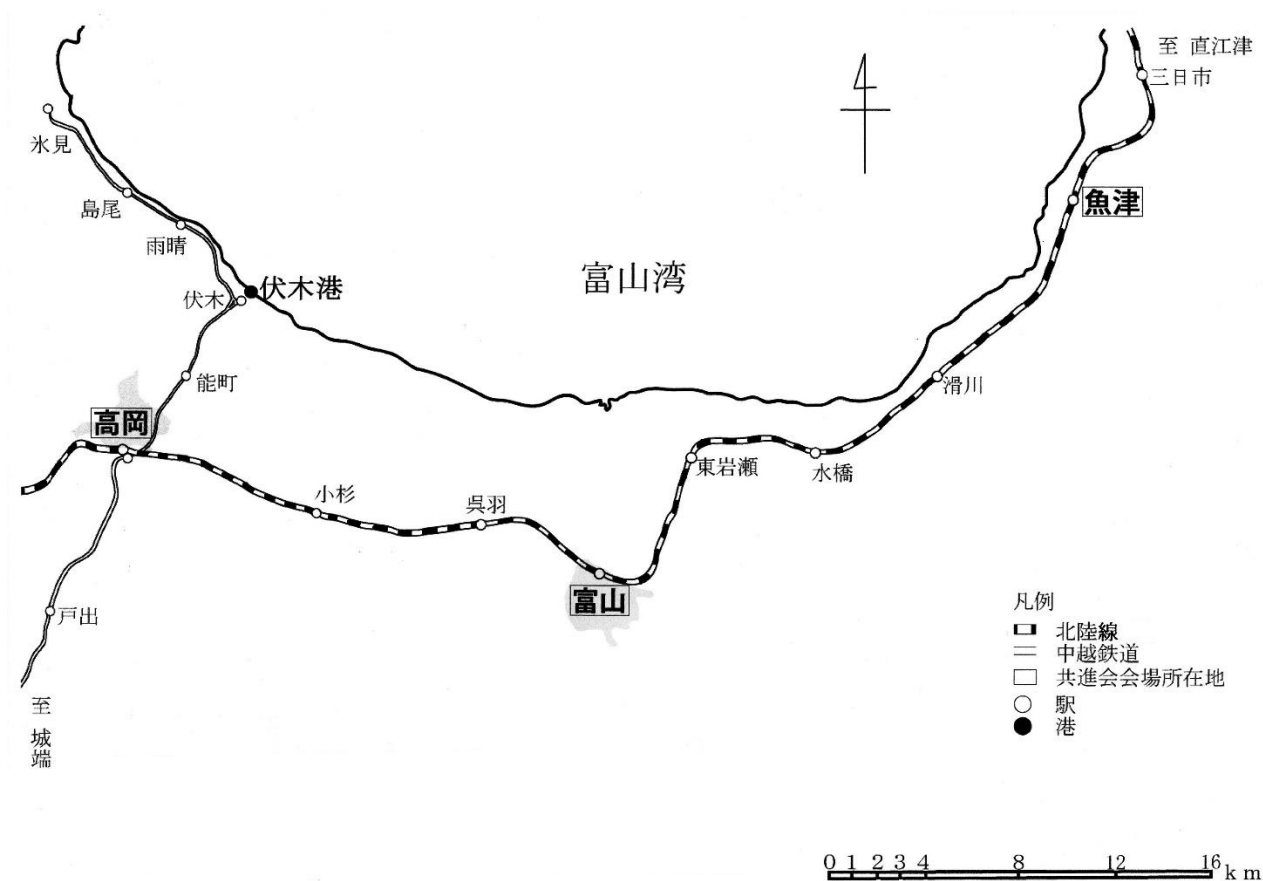 至 直江津
三日市
氷見
魚津
島尾
雨晴
富山湾
伏木港
伏木
能町
滑川
高岡
東岩瀬
水橋
小杉
呉羽
富山
戸出
至 城端
凡例
北陸線
中越鉄道
共進会会場所在地
駅
港
0 1 2 3 4 8 12 16 km